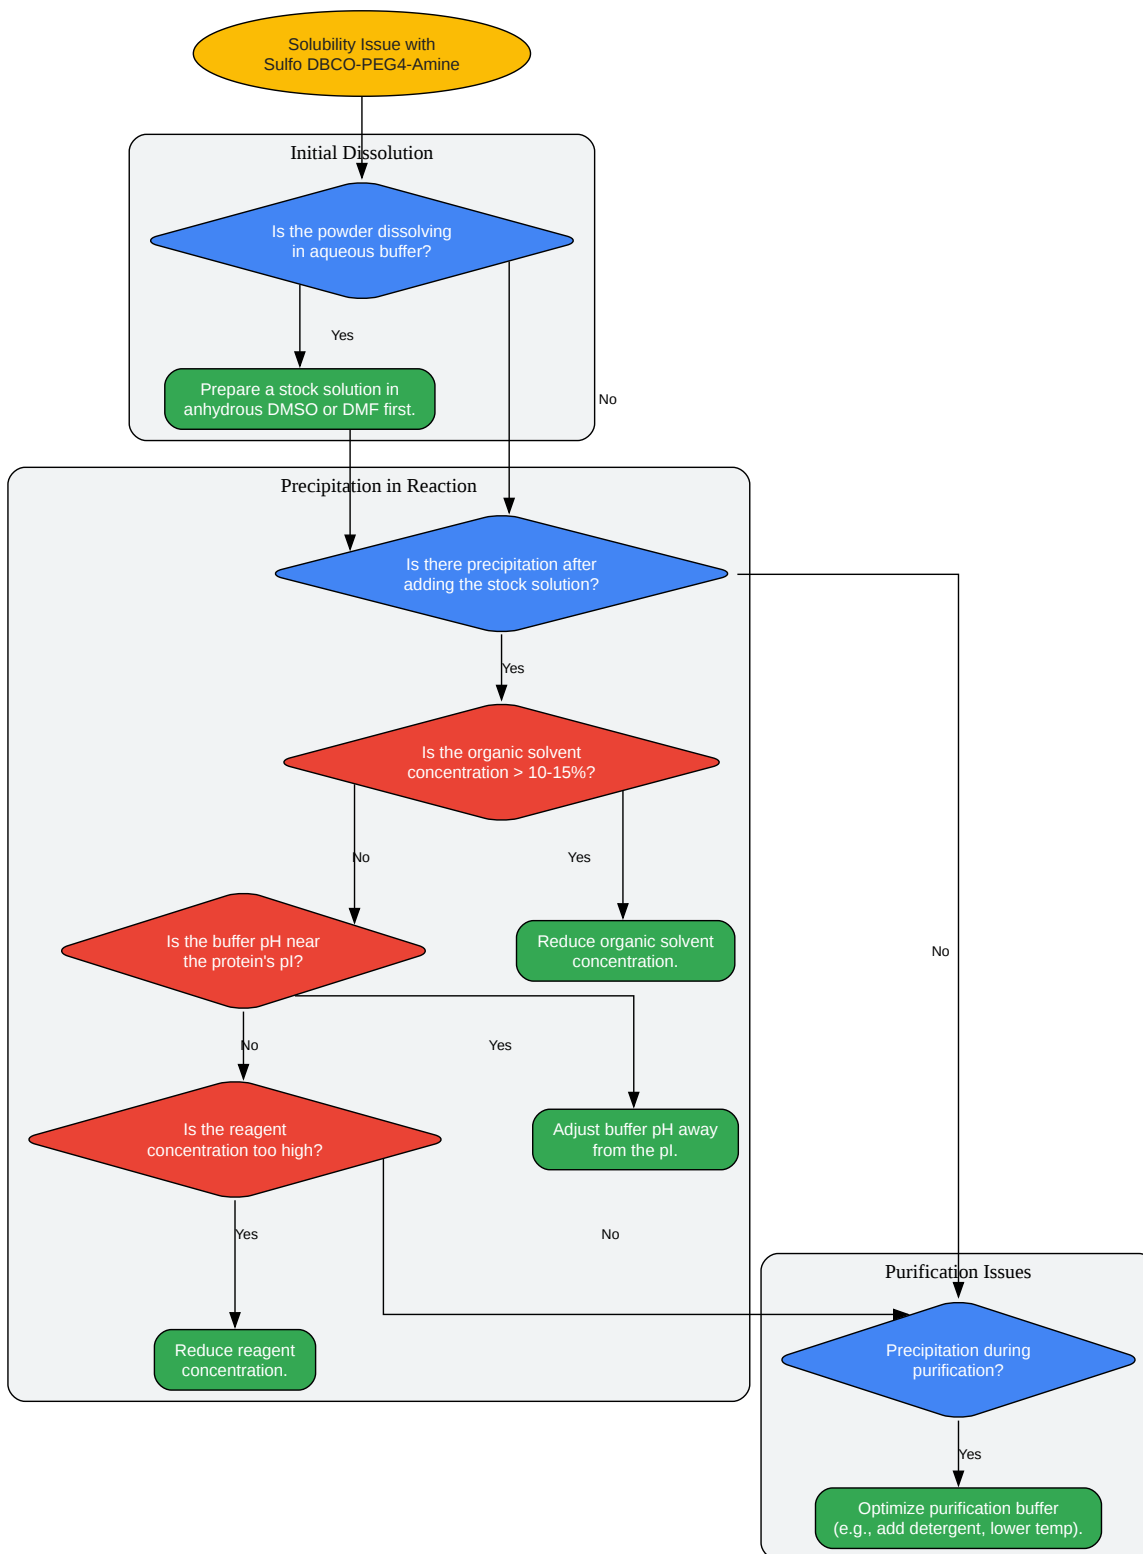 Solubility Issue with
Sulfo DBCO-PEG4-Amine
Initial Dissolution
Is the powder dissolving
in aqueous buffer?
Yes
Prepare a stock solution in
anhydrous DMSO or DMF first.
No
Precipitation in Reaction
Is there precipitation after
adding the stock solution?
Yes
Is the organic solvent
concentration > 10-15%?
No
Yes
Is the buffer pH near
the protein's pI?
Reduce organic solvent
concentration.
No
No
Yes
Is the reagent
concentration too high?
Adjust buffer pH away
from the pI.
Yes
No
Purification Issues
Reduce reagent
concentration.
Precipitation during
purification?
Yes
Optimize purification buffer
(e.g., add detergent, lower temp).